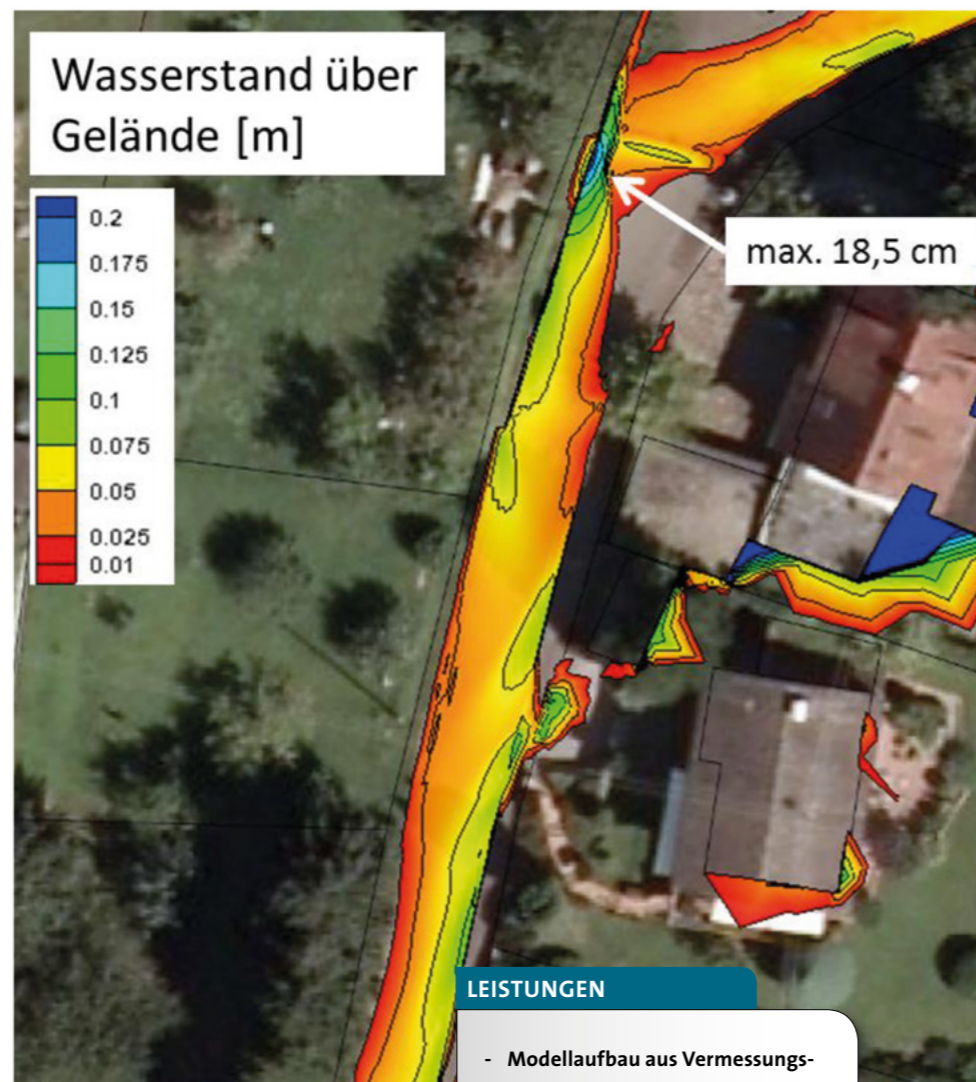 Wasserstand über
Gelände [m]
0.2
0.175
0.15
0.125
0.1
0.075
0.05
0.025
0.01
max. 18,5 cm
LEISTUNGEN
- Modellaufbau aus Vermessungs-